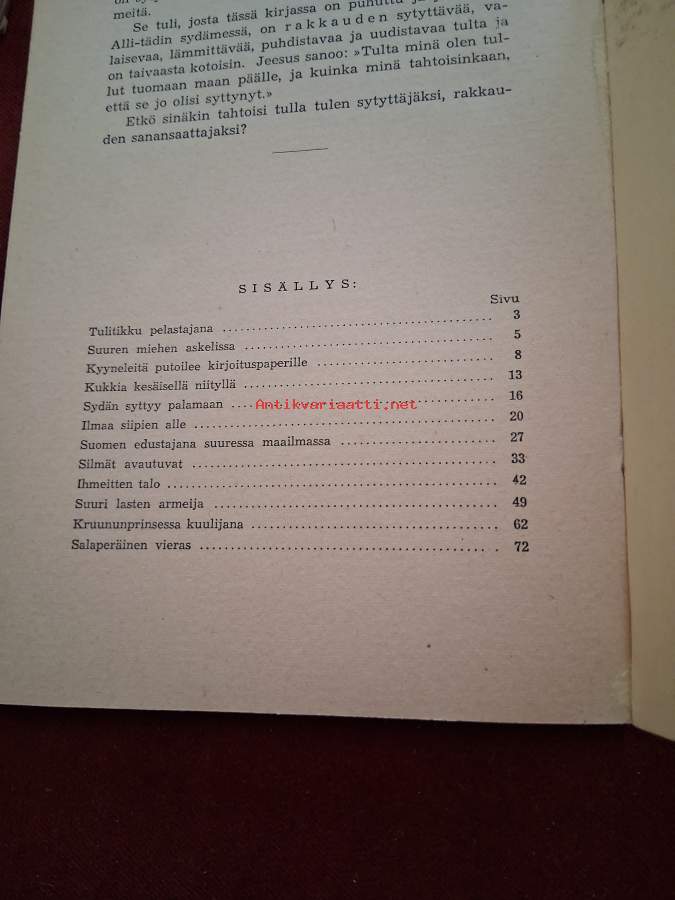 meitä.
Se tuli, josta tässä kirjassa on puhuttu
Alli-tädin sydämessä, on rakkauden sytyttävää, va-
laisevaa, lämmittävää, puhdistavaa ja uudistavaa tulta ja
on taivaasta kotoisin. Jeesus sanoo: »Tulta minä olen tul-
lut tuomaan maan päälle, ja kuinka minä tahtoisinkaan,
että se jo olisi syttynyt.»
Etkö sinäkin tahtoisi tulla tulen sytyttäjäksi, rakkau-
den sanansaattajaksi?
SISÄLLYS:
Sivu
Tulitikku pelastajana ........ 3
Suuren miehen askelissa ........ 5
Kyyneleitä putoilee kirjoituspaperille ........ 8
Kukkia kesäisellä niityllä ........ 13
Sydän syttyy palamaan ........ 16
Antikvariaatti.net
Ilmaa siipien alle ........ 20
Suomen edustajana suuressa maailmassa ........ 27
Silmät avautuvat ........ 33
Ihmeitten talo ........ 42
Suuri lasten armeija ........ 49
Kruununprinsessa kuulijana ........ 62
Salaperäinen vieras ........ 72